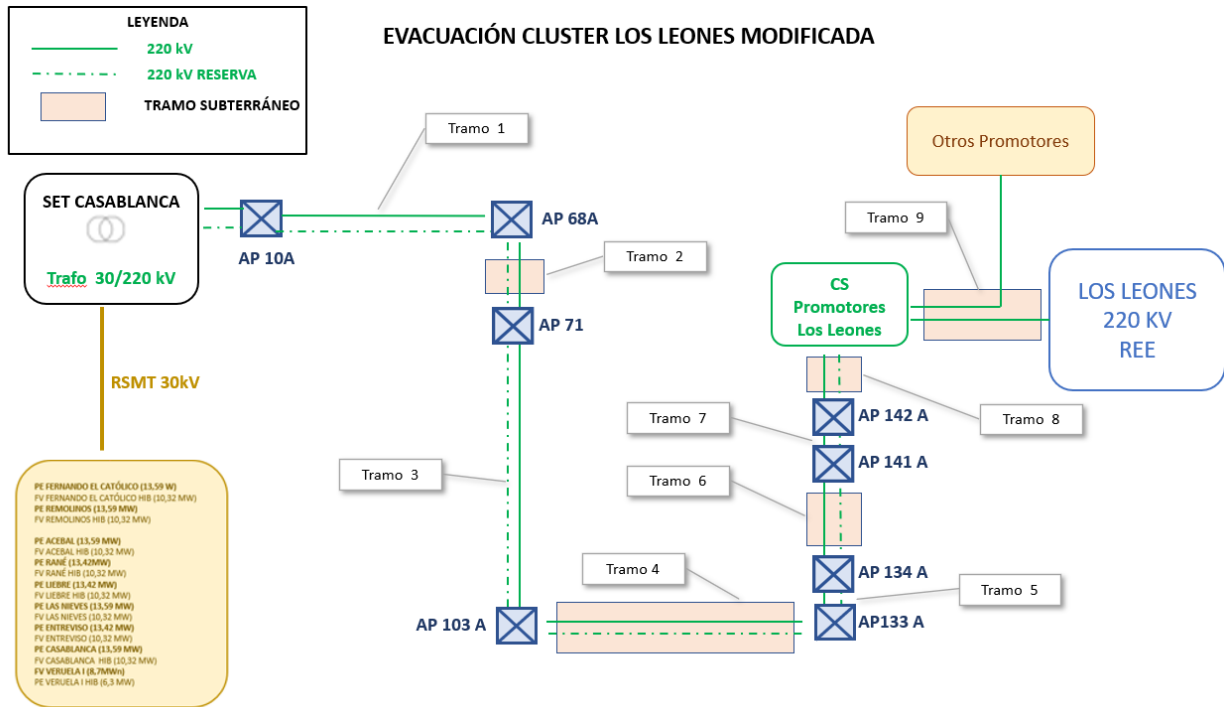 LEYENDA
220 kV
220 kV RESERVA
TRAMO SUBTERRÁNEO
EVACUACIÓN CLUSTER LOS LEONES MODIFICADA
Tramo 1
Otros Promotores
SET CASABLANCA
Trafo 30/220 kV
AP 10A
AP 68A
Tramo 9
Tramo 2
CS
Promotores
Los Leones
LOS LEONES
220 KV
REE
AP 71
RSMT 30kV
Tramo 7
AP 142 A
Tramo 8
AP 141 A
Tramo 3
Tramo 6
PE FERNANDO EL CATÓLICO (13,59 W)
FV FERNANDO EL CATÓLICO HIB (10,32 MW)
PE REMOLINOS (13,59 MW)
FV REMOLINOS HIB (10,32 MW)
PE ACEBAL (13,59 MW)
FV ACEBAL HIB (10,32 MW)
PE RANÉ (13,42MW)
FV RANÉ HIB (10,32 MW)
PE LIEBRE (13,42 MW)
FV LIEBRE HIB (10,32 MW)
PE LAS NIEVES (13,59 MW)
FV LAS NIEVES (10,32 MW)
PE ENTREVISO (13,42 MW)
FV ENTREVISO (10,32 MW)
PE CASABLANCA (13,59 MW)
FV CASABLANCA HIB (10,32 MW)
FV VERUELA I (8,7MWn)
PE VERUELA I HIB (6,3 MW)
Tramo 4
AP 134 A
Tramo 5
AP 103 A
AP133 A